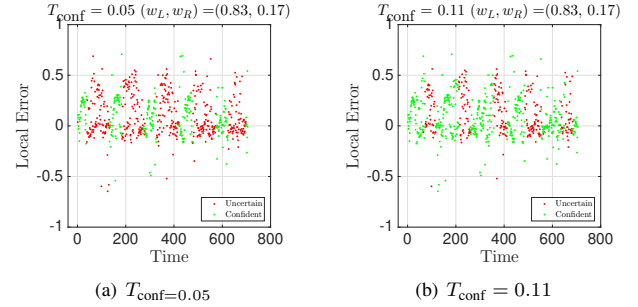 T_conf = 0.05 (w_L, w_R) =(0.83, 0.17)
1
0.5
0
-0.5
-1
Local Error
0 200 400 600 800
Time
Uncertain
Confident
(a) T_conf=0.05
T_conf = 0.11 (w_L, w_R) =(0.83, 0.17)
1
0.5
0
-0.5
-1
Local Error
0 200 400 600 800
Time
Uncertain
Confident
(b) T_conf = 0.11